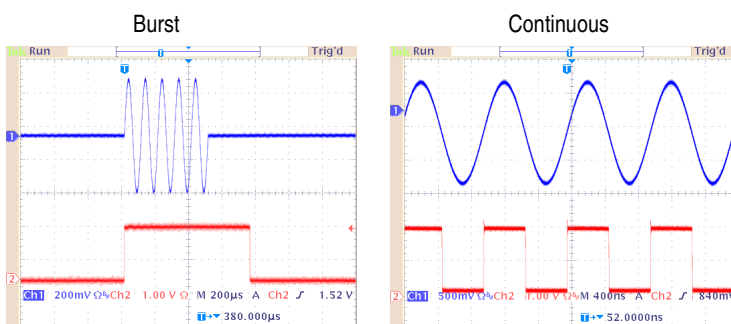 Burst
Continuous
Run Trig'd
T
T
1
2
Ch1 200mV Ω Ch2 1.00 V Ω M 200µs A Ch2 1.52 V
T 380.000µs
Run Trig'd
T
T
1
2
Ch1 500mV Ω Ch2 1.00 V Ω M 400ns A Ch2 840mV
T 52.0000ns